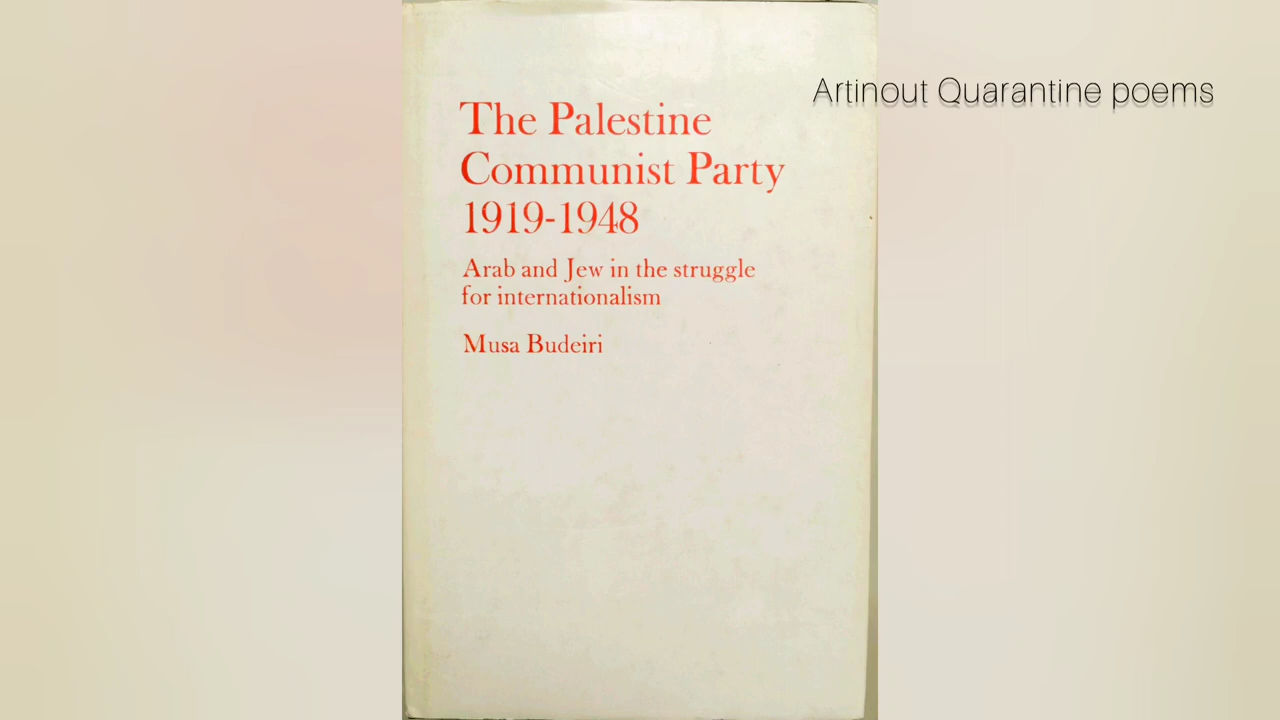 The Palestine
Communist Party
1919-1948
Arab and Jew in the struggle
for internationalism
Musa Budeiri
Artinout Quarantine poems